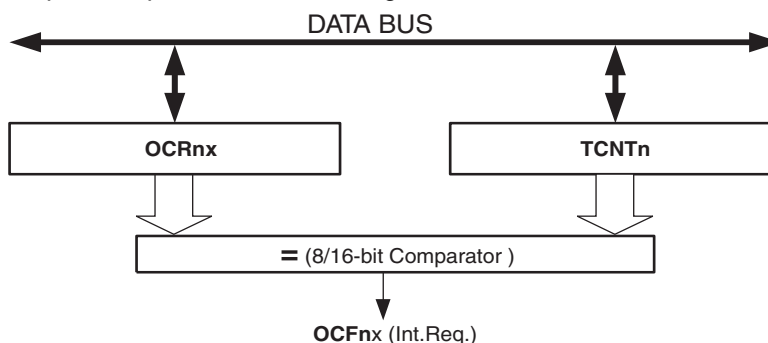 DATA BUS
OCRnx
TCNTn
= (8/16-bit Comparator )
OCFnx (Int.Req.)